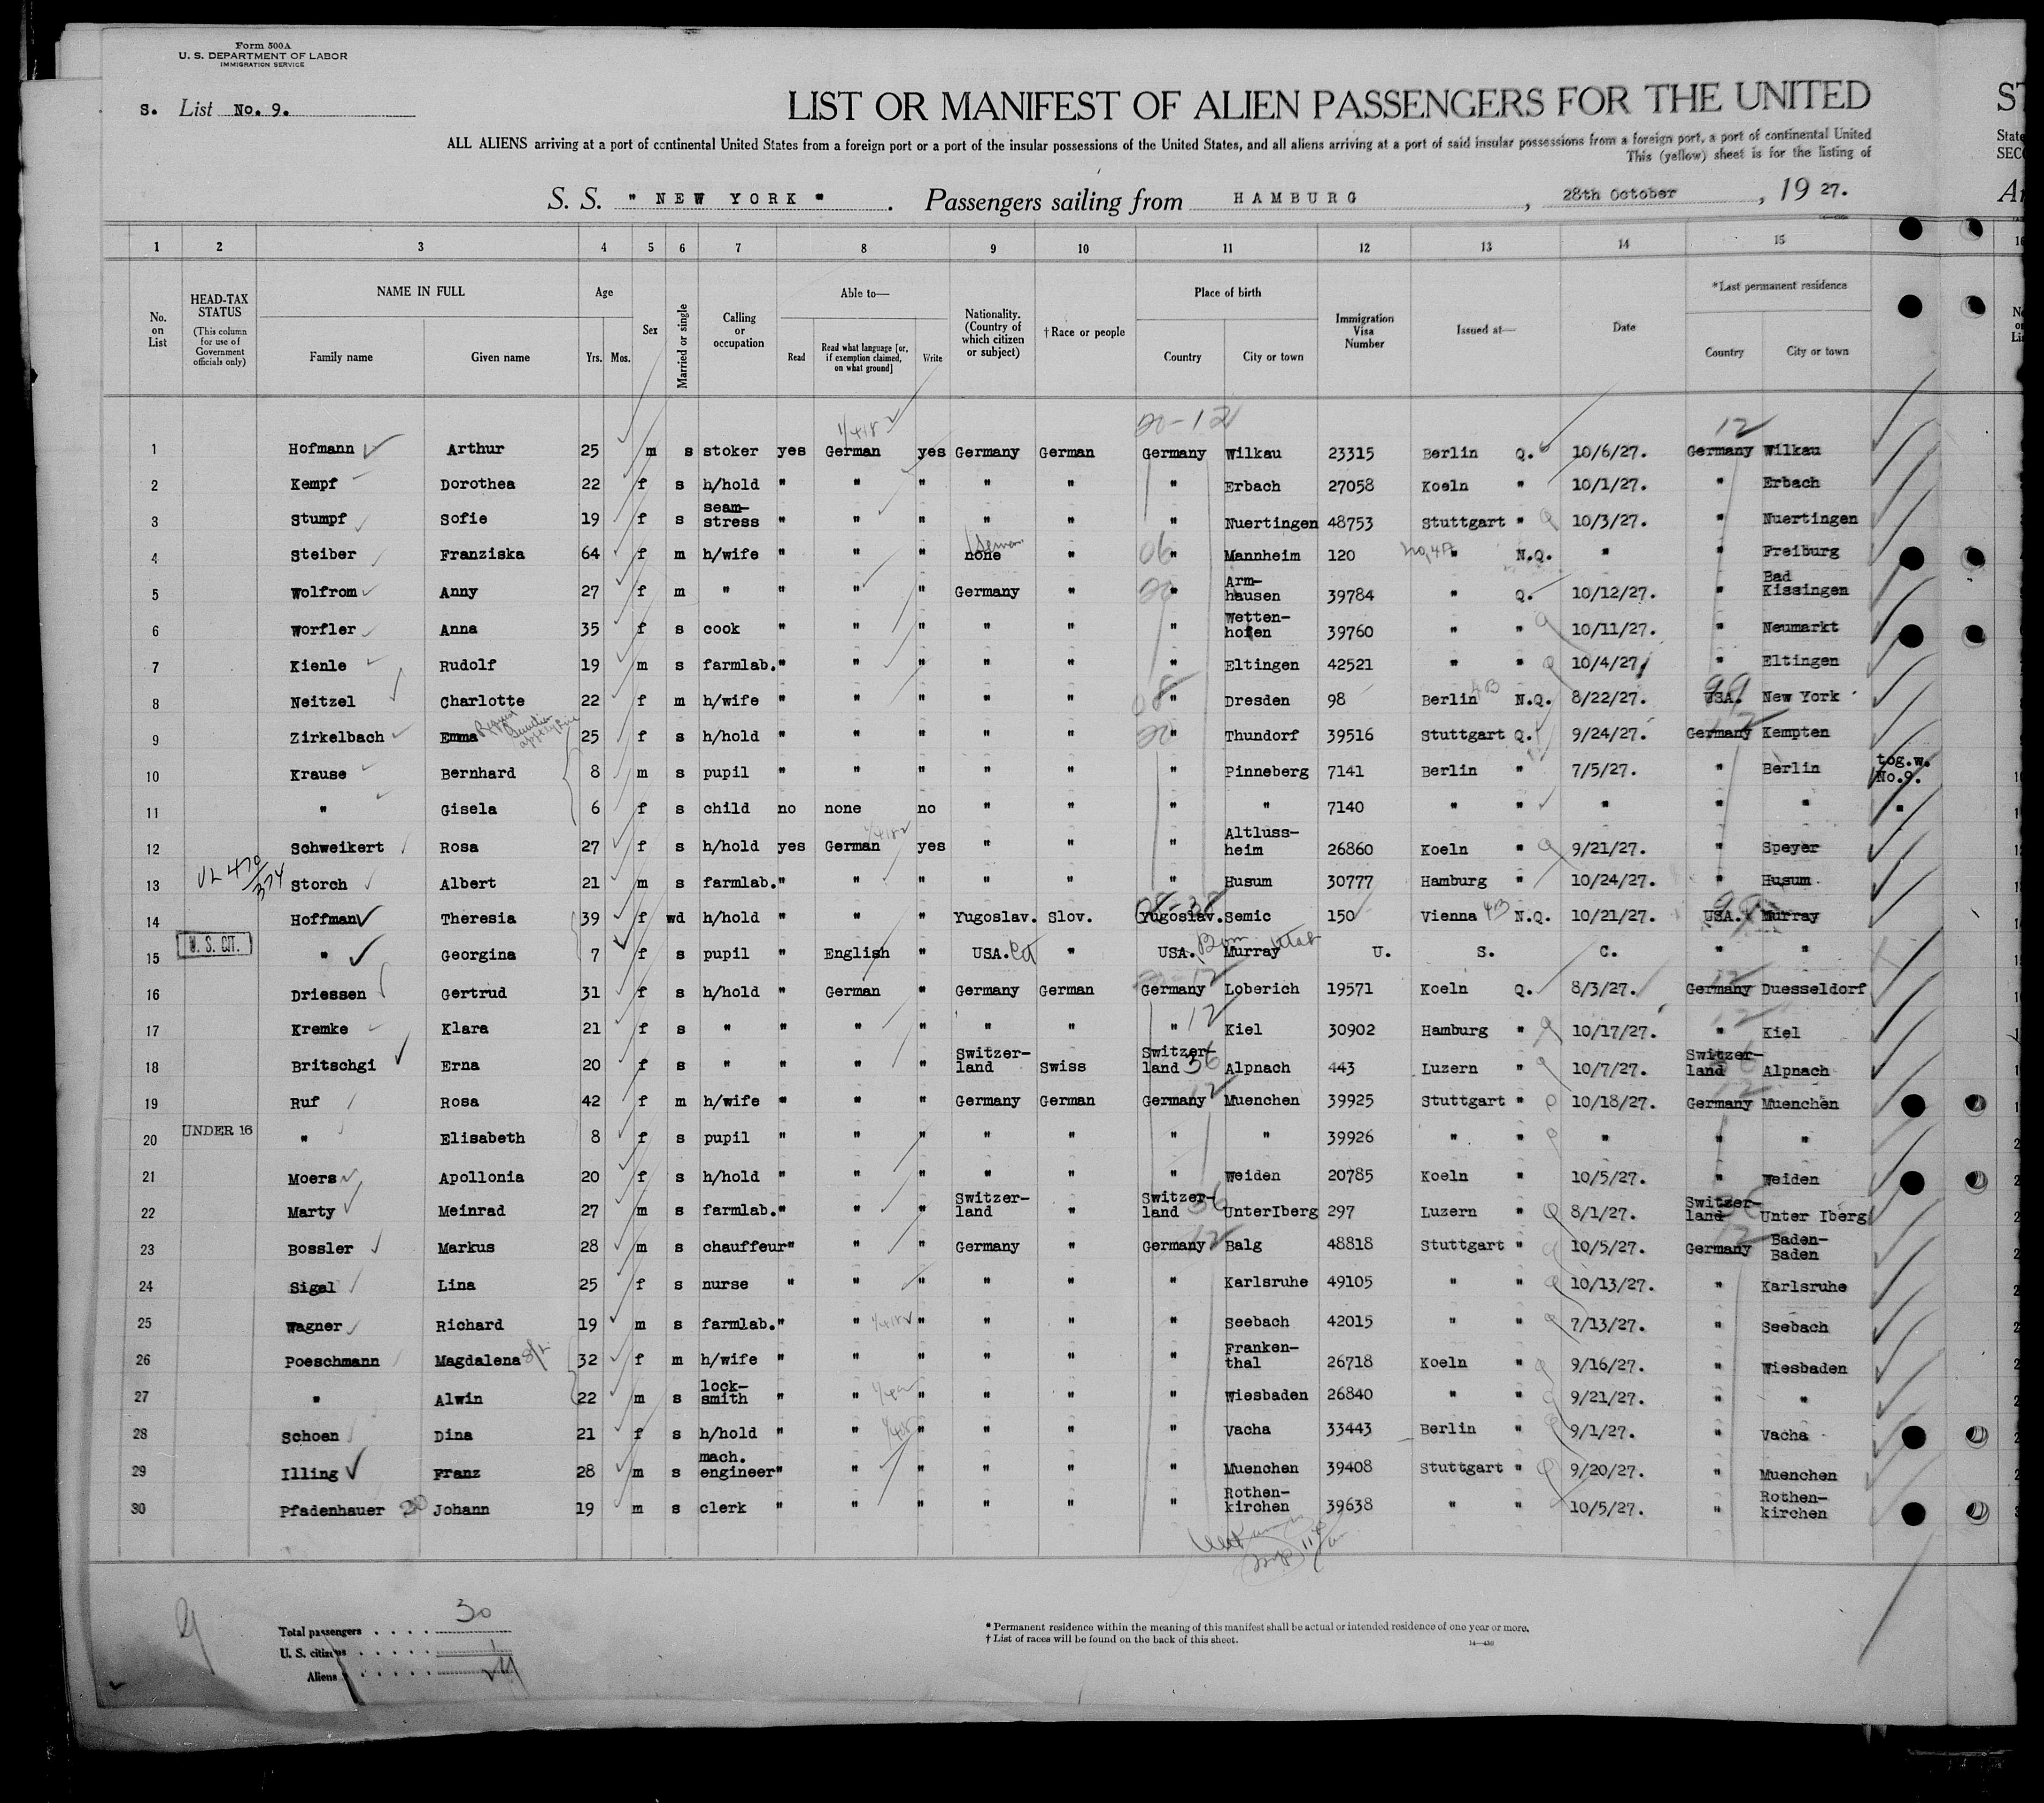 Form 500A
U. S. DEPARTMENT OF LABOR
IMMIGRATION SERVICE
S. List No. 9.
LIST OR MANIFEST OF ALIEN PASSENGERS FOR THE UNITED
ALL ALIENS arriving at a port of continental United States from a foreign port or a port of the insular possessions of the United States, and all aliens arriving at a port of said insular possessions from a foreign port, a port of continental United
This (yellow) sheet is for the listing of
S. S. "NEW YORK". Passengers sailing from HAMBURG, 28th October, 1927.
1 2 3 4 5 6 7 8 9 10 11 12 13 14 15
No. on List
HEAD-TAX STATUS (This column for use of Government officials only)
NAME IN FULL
Family name Given name
Age Yrs. Mos.
Sex
Married or single
Calling or occupation
Able to—
Read Read what language [or, if exemption claimed, on what ground] Write
Nationality. (Country of which citizen or subject)
†Race or people
Place of birth
Country City or town
Immigration Visa Number
Issued at—
Date
*Last permanent residence
Country City or town
20-12 12
1 Hofmann Arthur 25 m s stoker yes German yes Germany German Germany Wilkau 23315 Berlin Q. 10/6/27. Germany Wilkau
2 Kempf Dorothea 22 f s h/hold " " " " " " Erbach 27058 Koeln " 10/1/27. " Erbach
3 Stumpf Sofie 19 f s seam-stress " " " " " " Nuertingen 48753 Stuttgart " 10/3/27. " Nuertingen
4 Steiber Franziska 64 f m h/wife " " " none " " Mannheim 120 " N.Q. " " Freiburg
5 Wolfrom Anny 27 f m " " " " Germany " " Arm-hausen 39784 " Q. 10/12/27. " Bad Kissingen
6 Worfler Anna 35 f s cook " " " " " " Wetten-hofen 39760 " " 10/11/27. " Neumarkt
7 Kienle Rudolf 19 m s farmlab. " " " " " " Eltingen 42521 " " 10/4/27. " Eltingen
8 Neitzel Charlotte 22 f m h/wife " " " " " " Dresden 98 Berlin N.Q. 8/22/27. USA. New York
9 Zirkelbach Emma 25 f s h/hold " " " " " " Thundorf 39516 Stuttgart Q. 9/24/27. Germany Kempten
10 Krause Bernhard 8 m s pupil " " " " " " Pinneberg 7141 Berlin " 7/5/27. " Berlin tog.w. No.9.
11 " Gisela 6 f s child no none no " " " " 7140 " " " " " "
12 Schweikert Rosa 27 f s h/hold yes German yes " " " Altluss-heim 26860 Koeln " 9/21/27. " Speyer
13 Storch Albert 21 m s farmlab. " " " " " " Husum 30777 Hamburg " 10/24/27. " Husum
14 Hoffman Theresia 39 f wd h/hold " " " Yugoslav. Slov. Yugoslav. Semic 150 Vienna 4B N.Q. 10/21/27. USA. Murray
15 U. S. CIT. " Georgina 7 f s pupil " English " USA. " USA. Born Murray Utah U. S. C. " "
16 Driessen Gertrud 31 f s h/hold " German " Germany German Germany Loberich 19571 Koeln Q. 8/3/27. Germany Duesseldorf
17 Kremke Klara 21 f s " " " " " " " Kiel 30902 Hamburg " 10/17/27. " Kiel
18 Britschgi Erna 20 f s " " " " Switzer-land Swiss Switzer-land Alpnach 443 Luzern " 10/7/27. Switzer-land Alpnach
19 Ruf Rosa 42 f m h/wife " " " Germany German Germany Muenchen 39925 Stuttgart " 10/18/27. Germany Muenchen
20 UNDER 16 " Elisabeth 8 f s pupil " " " " " " " 39926 " " " " "
21 Moers Apollonia 20 f s h/hold " " " " " " Weiden 20785 Koeln " 10/5/27. " Weiden
22 Marty Meinrad 27 m s farmlab. " " " Switzer-land " Switzer-land UnterIberg 297 Luzern " 8/1/27. Switzer-land Unter Iberg
23 Bossler Markus 28 m s chauffeur " " " Germany " Germany Balg 48818 Stuttgart " 10/5/27. Germany Baden-Baden
24 Sigel Lina 25 f s nurse " " " " " " Karlsruhe 49105 " " 10/13/27. " Karlsruhe
25 Wagner Richard 19 m s farmlab. " " " " " " Seebach 42015 " " 7/13/27. " Seebach
26 Poeschmann Magdalena 32 f m h/wife " " " " " " Franken-thal 26718 Koeln " 9/16/27. " Wiesbaden
27 " Alwin 22 m s lock-smith " " " " " " Wiesbaden 26840 " " 9/21/27. " "
28 Schoen Dina 21 f s h/hold " " " " " " Vacha 33443 Berlin " 9/1/27. " Vacha
29 Illing Franz 28 m s mach. engineer " " " " " " Muenchen 39408 Stuttgart " 9/20/27. " Muenchen
30 Pfadenhauer 30 Johann 19 m s clerk " " " " " " Rothen-kirchen 39638 " " 10/5/27. " Rothen-kirchen
Total passengers 30
U. S. citizens 1
Aliens
* Permanent residence within the meaning of this manifest shall be actual or intended residence of one year or more.
† List of races will be found on the back of this sheet.
14—430